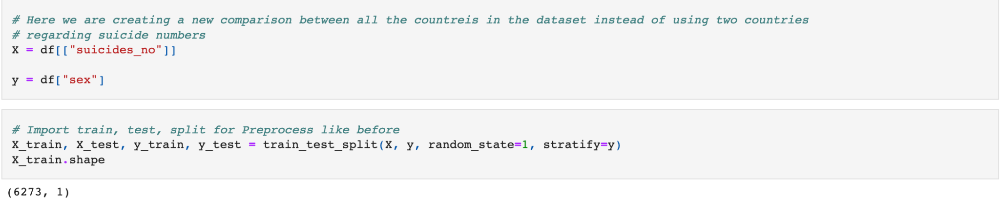 # Here we are creating a new comparison between all the countreis in the dataset instead of using two countries
# regarding suicide numbers
X = df[["suicides_no"]]
y = df["sex"]
# Import train, test, split for Preprocess like before
X_train, X_test, y_train, y_test = train_test_split(X, y, random_state=1, stratify=y)
X_train.shape
(6273, 1)